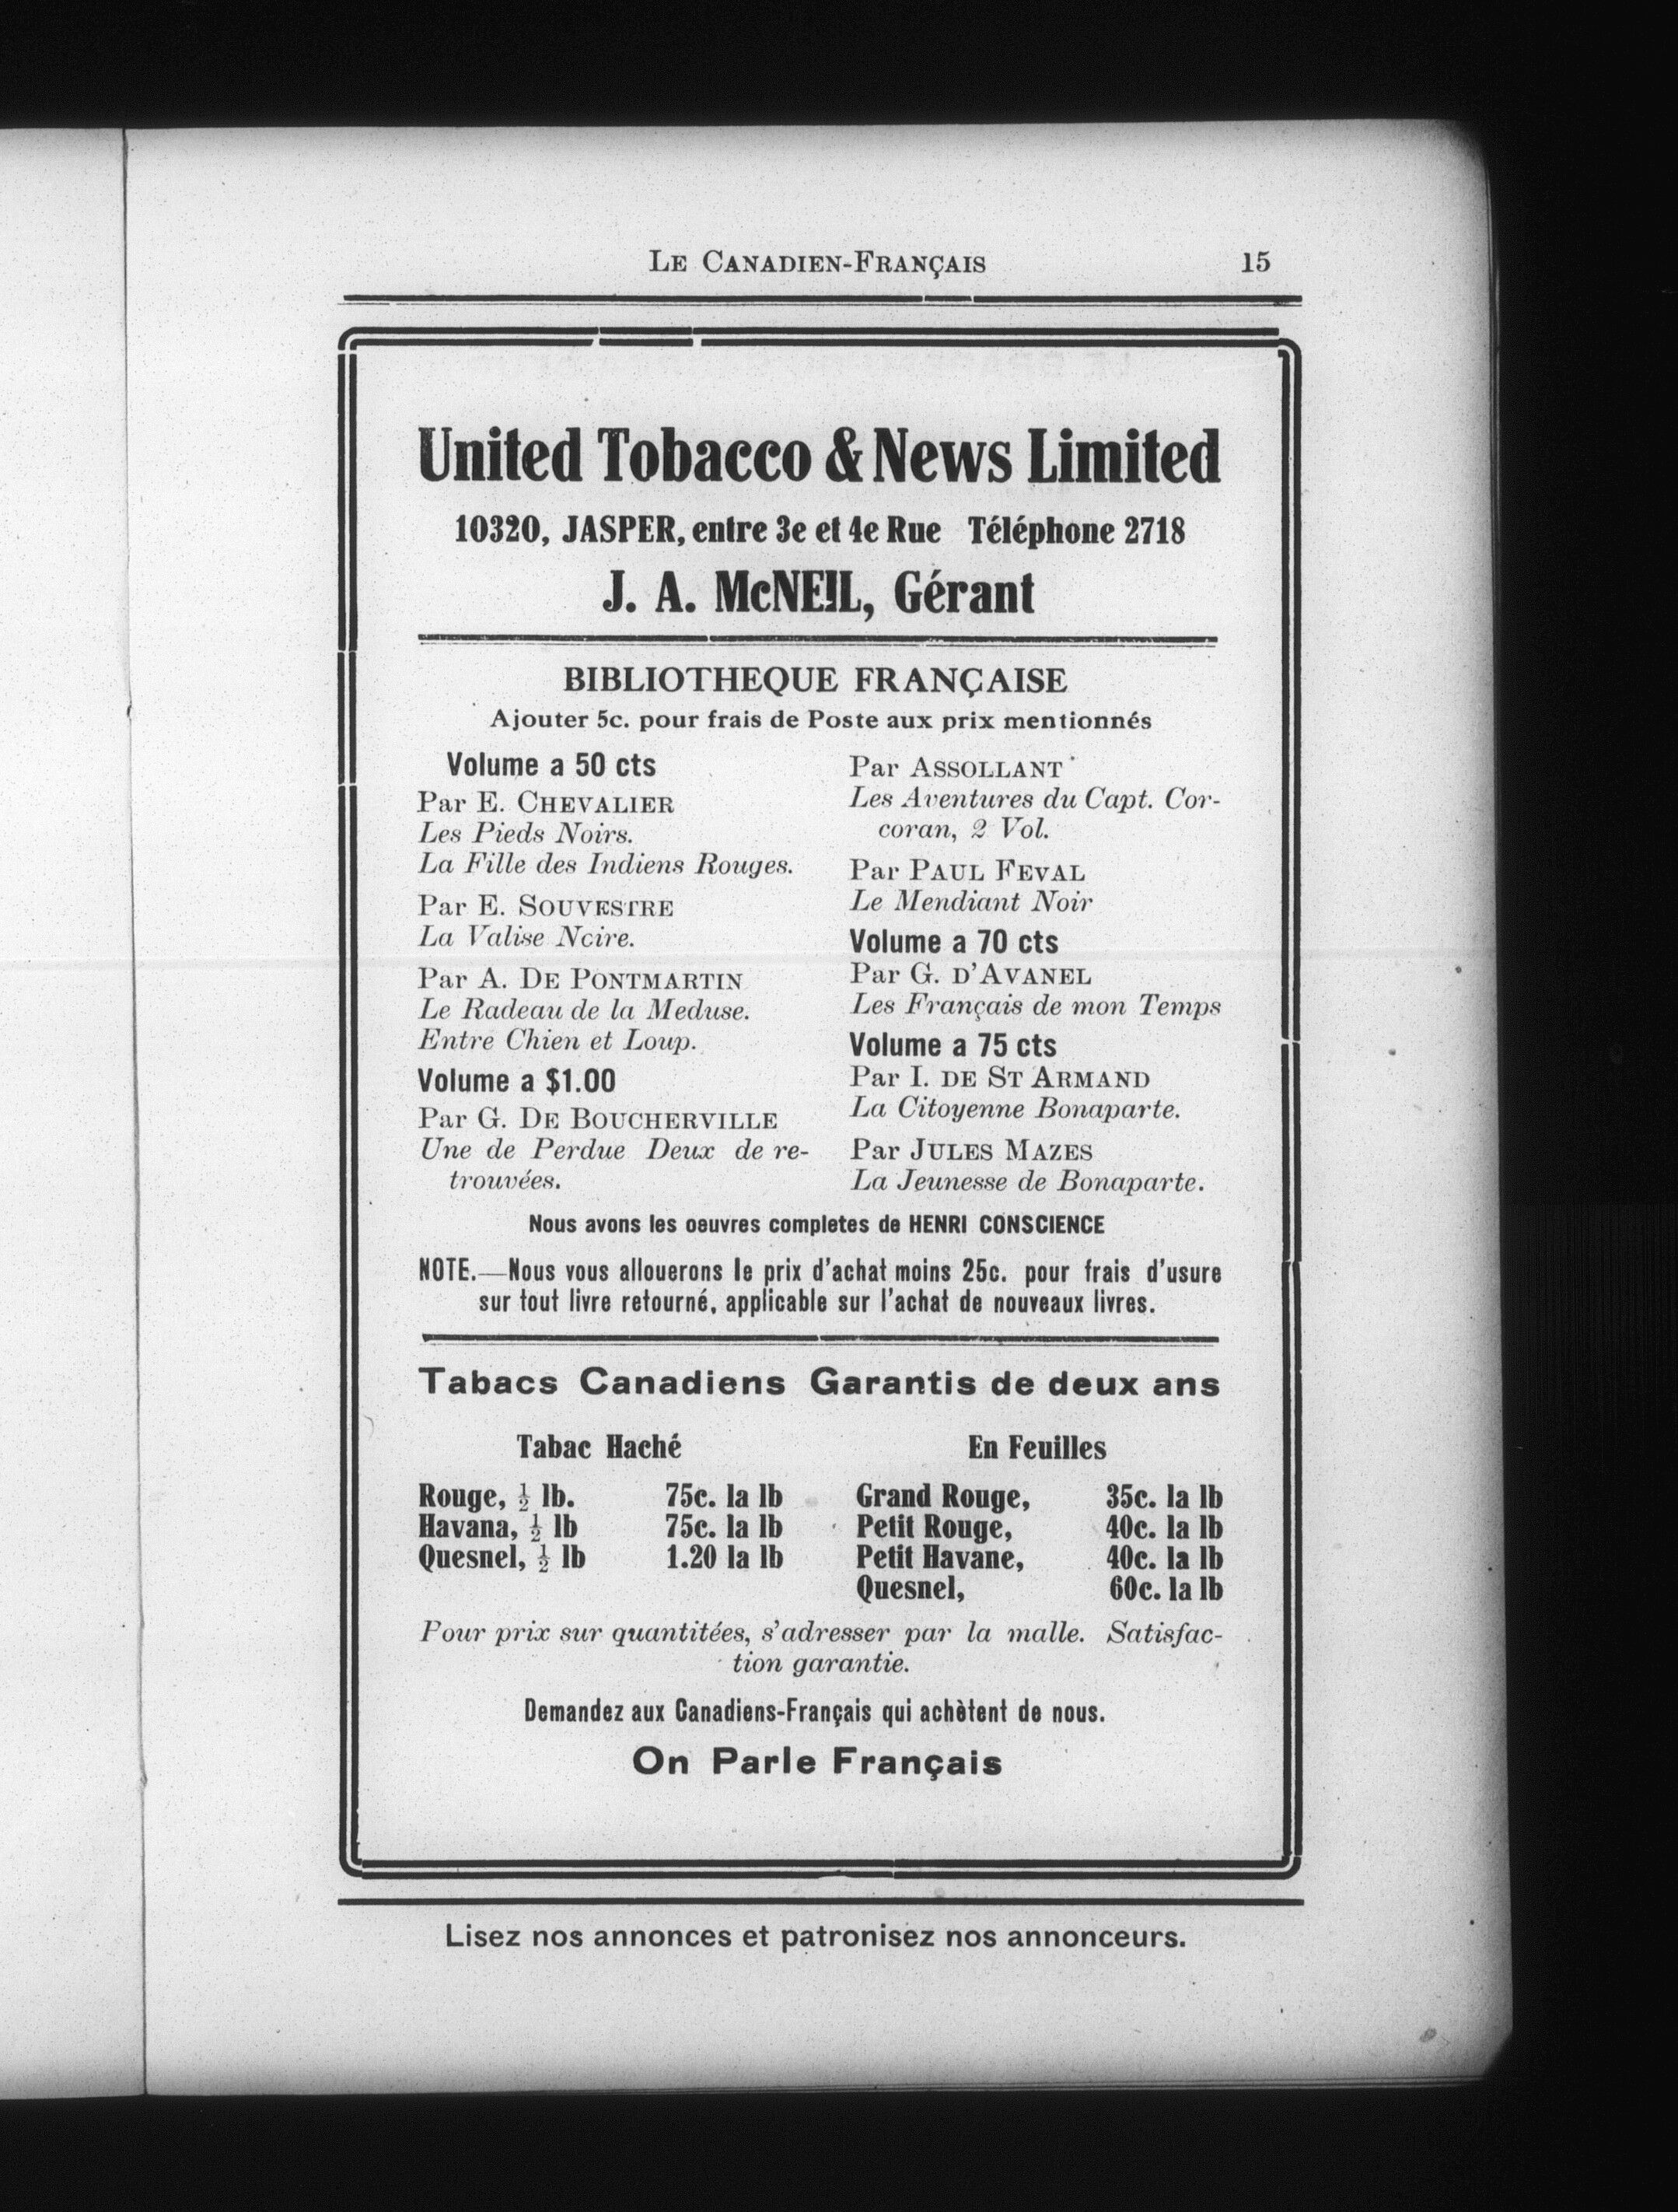 LE CANADIEN-FRANÇAIS 15
United Tobacco & News Limited
10320, JASPER, entre 3e et 4e Rue Téléphone 2718
J. A. McNEIL, Gérant
BIBLIOTHEQUE FRANÇAISE
Ajouter 5c. pour frais de Poste aux prix mentionnés
Volume a 50 cts
Par E. CHEVALIER
Les Pieds Noirs.
La Fille des Indiens Rouges.
Par E. SOUVESTRE
La Valise Ncire.
Par A. DE PONTMARTIN
Le Radeau de la Meduse.
Entre Chien et Loup.
Volume a $1.00
Par G. DE BOUCHERVILLE
Une de Perdue Deux de re-
trouvées.
Par ASSOLLANT
Les Aventures du Capt. Cor-
coran, 2 Vol.
Par PAUL FEVAL
Le Mendiant Noir
Volume a 70 cts
Par G. D'AVANEL
Les Français de mon Temps
Volume a 75 cts
Par I. DE ST ARMAND
La Citoyenne Bonaparte.
Par JULES MAZES
La Jeunesse de Bonaparte.
Nous avons les oeuvres completes de HENRI CONSCIENCE
NOTE.—Nous vous allouerons le prix d'achat moins 25c. pour frais d'usure
sur tout livre retourné, applicable sur l'achat de nouveaux livres.
Tabacs Canadiens Garantis de deux ans
Tabac Haché
Rouge, ½ lb. 75c. la lb
Havana, ½ lb 75c. la lb
Quesnel, ½ lb 1.20 la lb
En Feuilles
Grand Rouge, 35c. la lb
Petit Rouge, 40c. la lb
Petit Havane, 40c. la lb
Quesnel, 60c. la lb
Pour prix sur quantitées, s'adresser par la malle. Satisfac-
tion garantie.
Demandez aux Canadiens-Français qui achètent de nous.
On Parle Français
Lisez nos annonces et patronisez nos annonceurs.